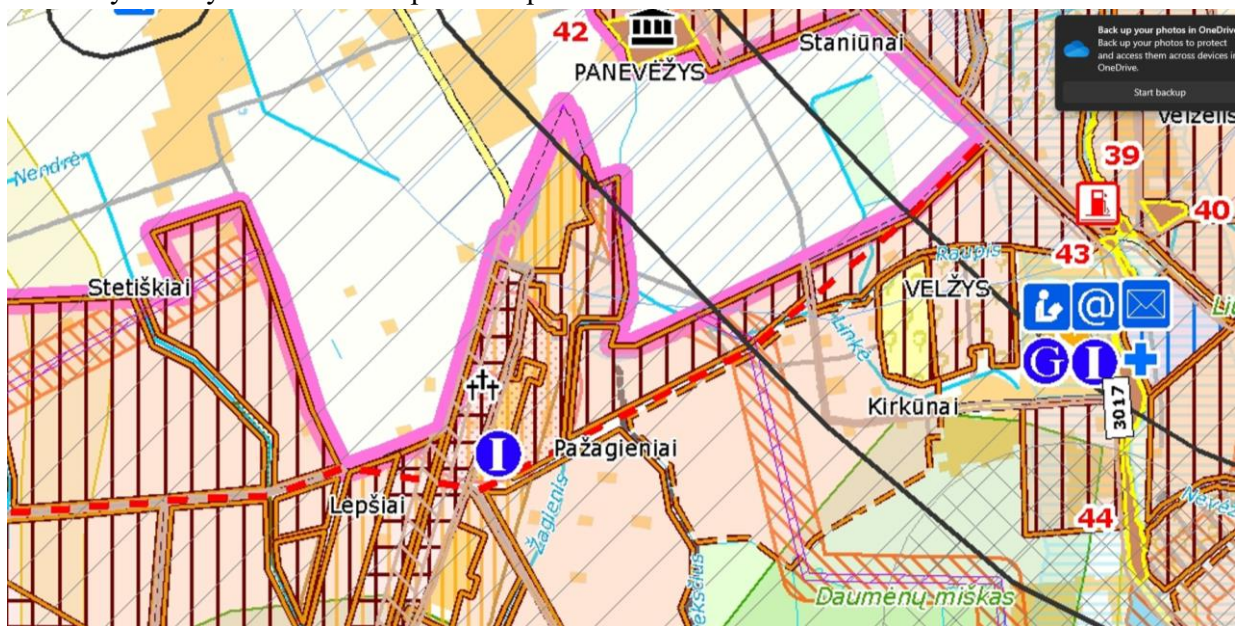 42
PANEVĖŽYS
Staniūnai
Back up your photos in OneDrive
Back up your photos to protect
and access them across devices in
OneDrive.
Start backup
39
Nendrė
40
43
Raupis
Stetiškiai
VELŽYS
@
Linkė
G I
3017
Kirkūnai
I
Pažagieniai
Lepšiai
Žagienis
44
Daumėnų miškas